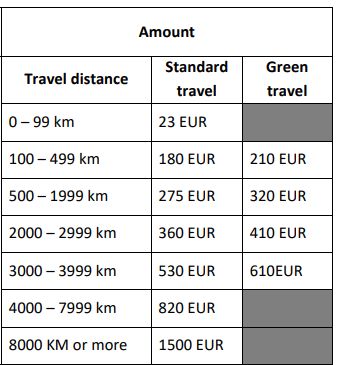 Amount
Travel distance Standard travel Green travel
0 – 99 km 23 EUR
100 – 499 km 180 EUR 210 EUR
500 – 1999 km 275 EUR 320 EUR
2000 – 2999 km 360 EUR 410 EUR
3000 – 3999 km 530 EUR 610EUR
4000 – 7999 km 820 EUR
8000 KM or more 1500 EUR